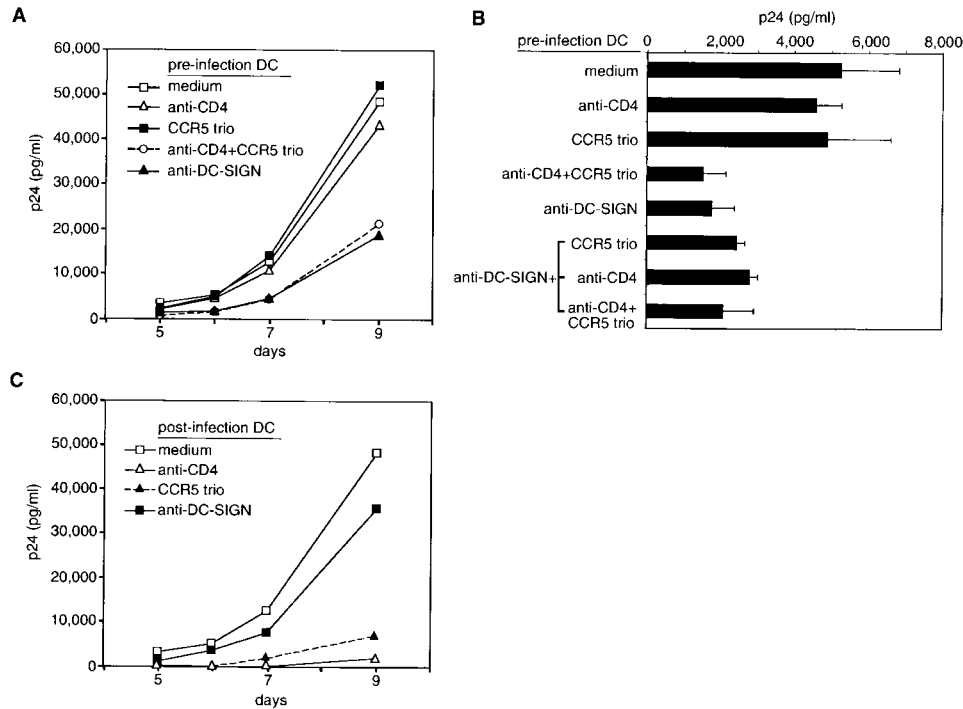 A
60,000
50,000
40,000
30,000
20,000
10,000
0
p24 (pg/ml)
pre-infection DC
medium
anti-CD4
CCR5 trio
anti-CD4+CCR5 trio
anti-DC-SIGN
5
7
9
days
B
p24 (pg/ml)
pre-infection DC
0
2,000
4,000
6,000
8,000
medium
anti-CD4
CCR5 trio
anti-CD4+CCR5 trio
anti-DC-SIGN
CCR5 trio
anti-DC-SIGN+
anti-CD4
anti-CD4+
CCR5 trio
C
60,000
50,000
40,000
30,000
20,000
10,000
0
p24 (pg/ml)
post-infection DC
medium
anti-CD4
CCR5 trio
anti-DC-SIGN
5
7
9
days